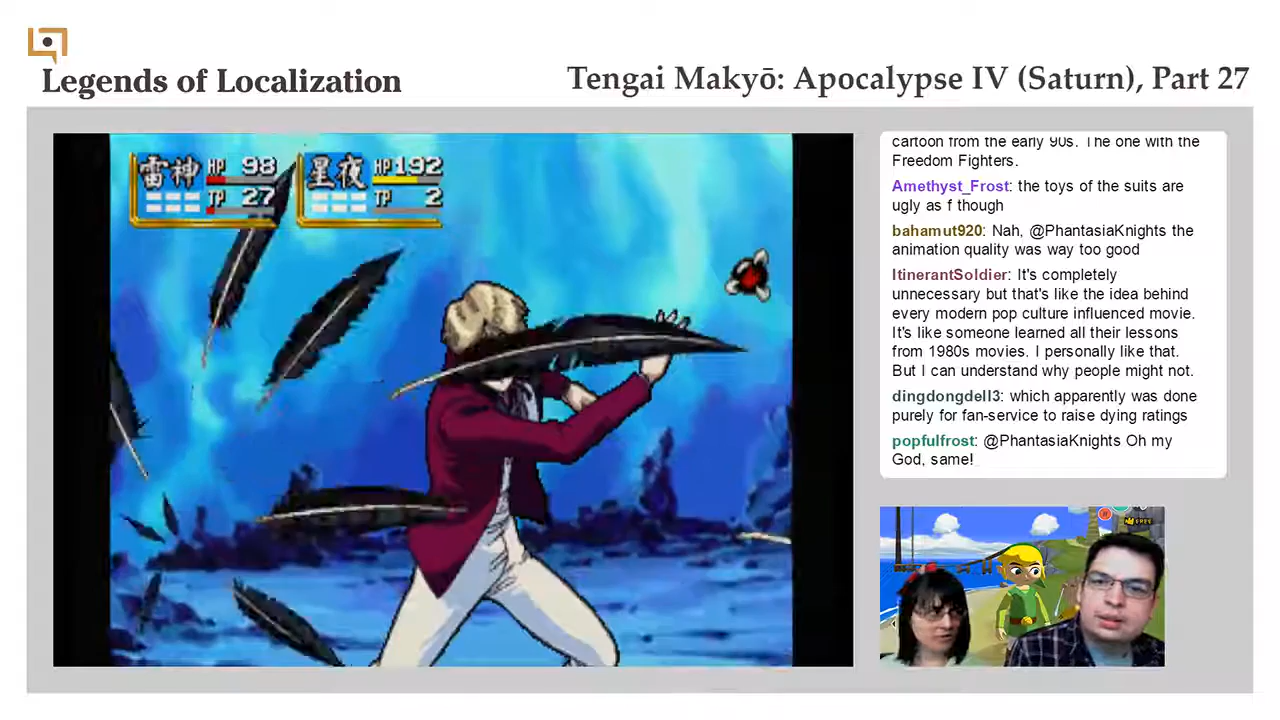 Legends of Localization
Tengai Makyō: Apocalypse IV (Saturn), Part 27
雷神 HP 98
TP 27
星夜 HP 192
TP 2
cartoon from the early 90s. The one with the
Freedom Fighters.
Amethyst_Frost: the toys of the suits are
ugly as f though
bahamut920: Nah, @PhantasiaKnights the
animation quality was way too good
ItinerantSoldier: It's completely
unnecessary but that's like the idea behind
every modern pop culture influenced movie.
It's like someone learned all their lessons
from 1980s movies. I personally like that.
But I can understand why people might not.
dingdongdell3: which apparently was done
purely for fan-service to raise dying ratings
popfulfrost: @PhantasiaKnights Oh my
God, same!
FREE